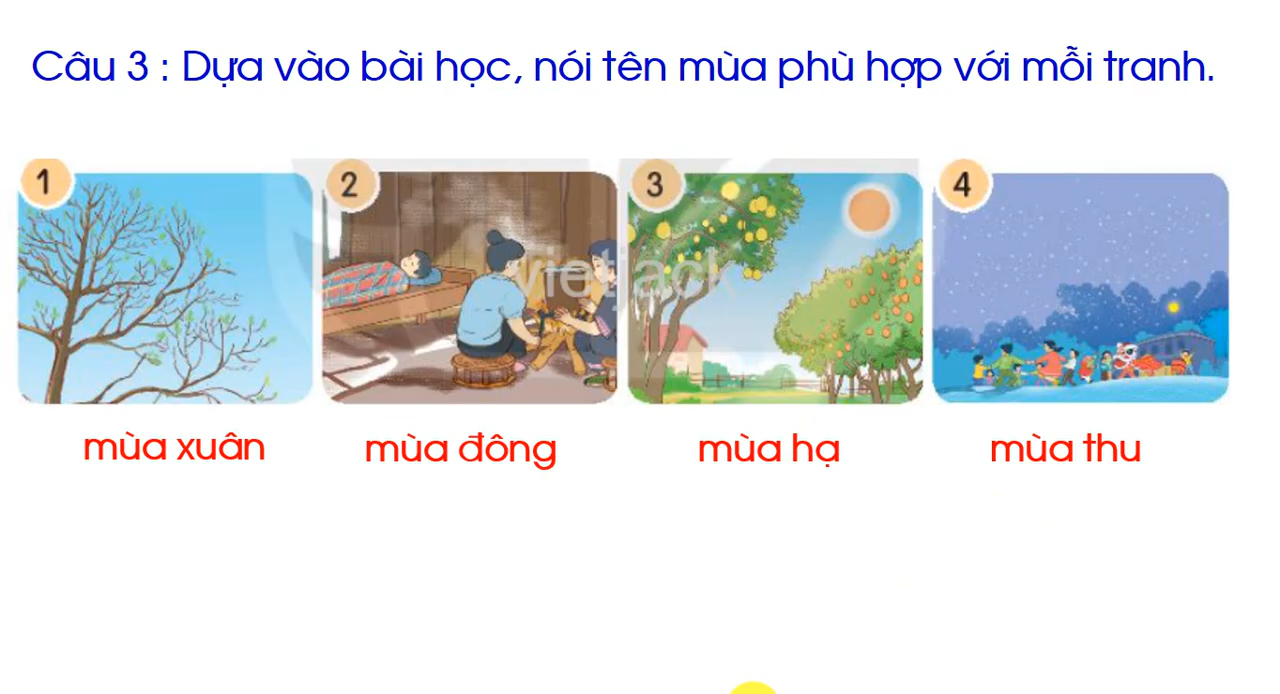 Câu 3 : Dựa vào bài học, nói tên mùa phù hợp với mỗi tranh.
1 2 3 4
vietjack
mùa xuân mùa đông mùa hạ mùa thu